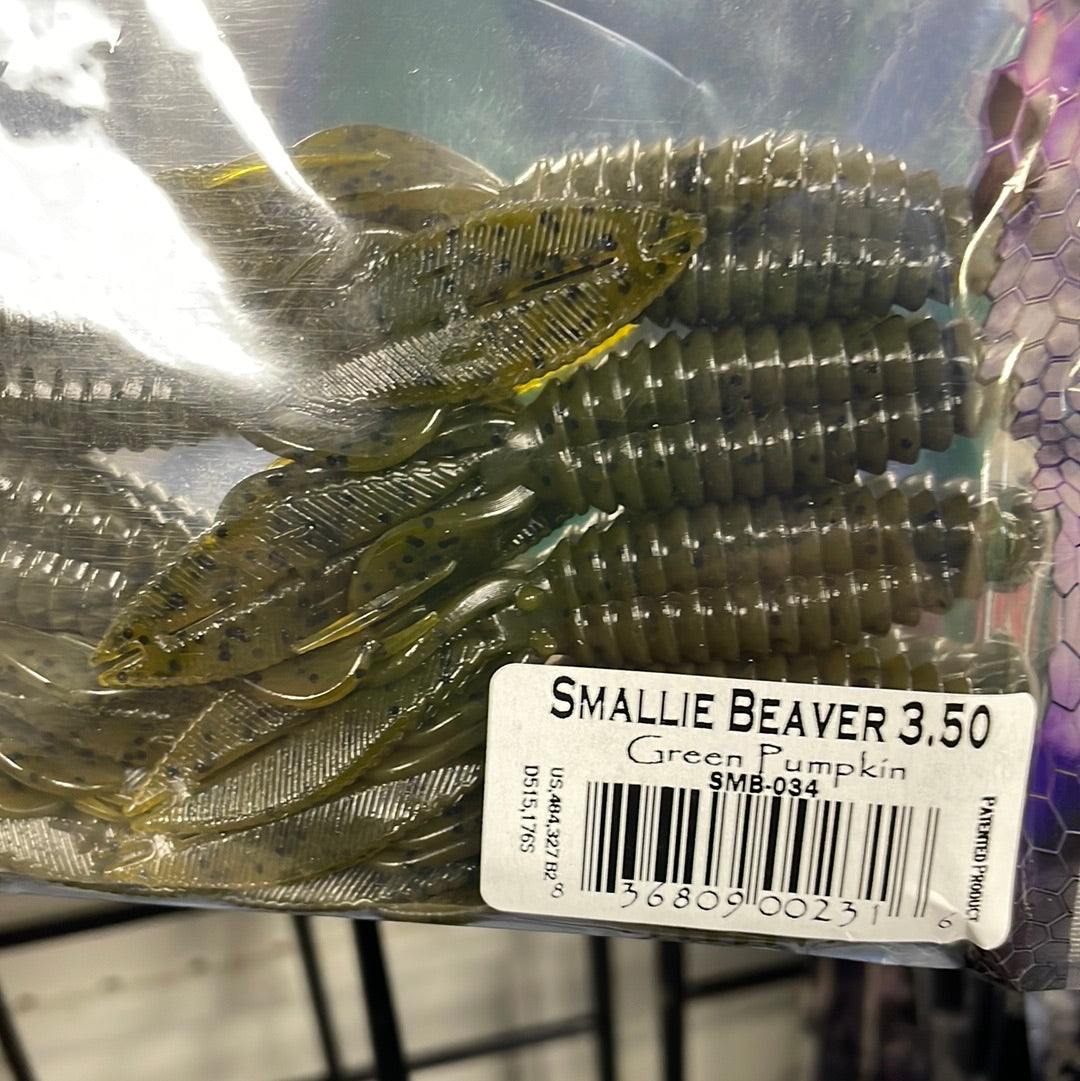 SMALLIE BEAVER 3.50
Green Pumpkin
SMB-034
US,484,327 B2
D515,176S
PATENTED PRODUCT
8 36809 00231 6